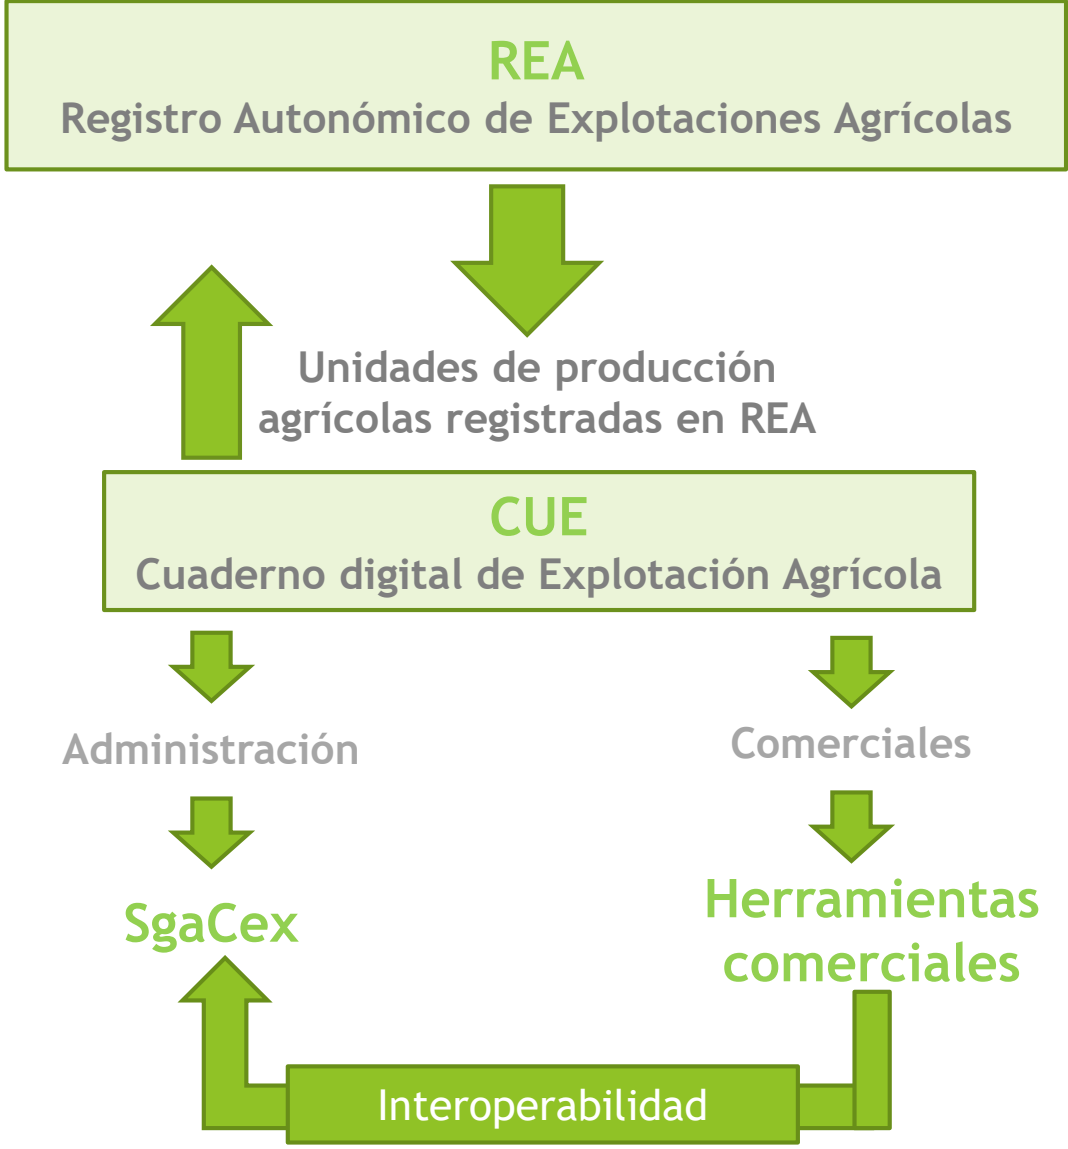 REA
Registro Autonómico de Explotaciones Agrícolas
Unidades de producción
agrícolas registradas en REA
CUE
Cuaderno digital de Explotación Agrícola
Administración
Comerciales
SgaCex
Herramientas
comerciales
Interoperabilidad